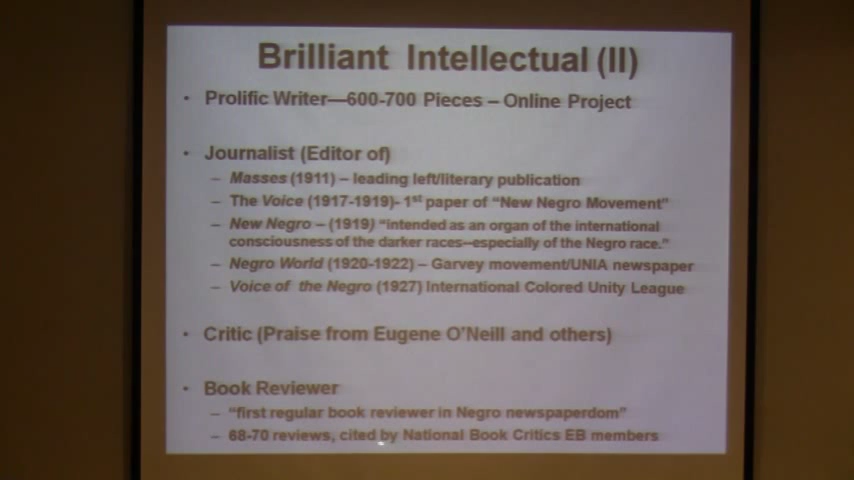 Brilliant Intellectual (II)
• Prolific Writer—600-700 Pieces – Online Project
• Journalist (Editor of)
– Masses (1911) – leading left/literary publication
– The Voice (1917-1919)- 1st paper of "New Negro Movement"
– New Negro – (1919) "intended as an organ of the international
consciousness of the darker races—especially of the Negro race."
– Negro World (1920-1922) – Garvey movement/UNIA newspaper
– Voice of the Negro (1927) International Colored Unity League
• Critic (Praise from Eugene O'Neill and others)
• Book Reviewer
– "first regular book reviewer in Negro newspaperdom"
– 68-70 reviews, cited by National Book Critics EB members